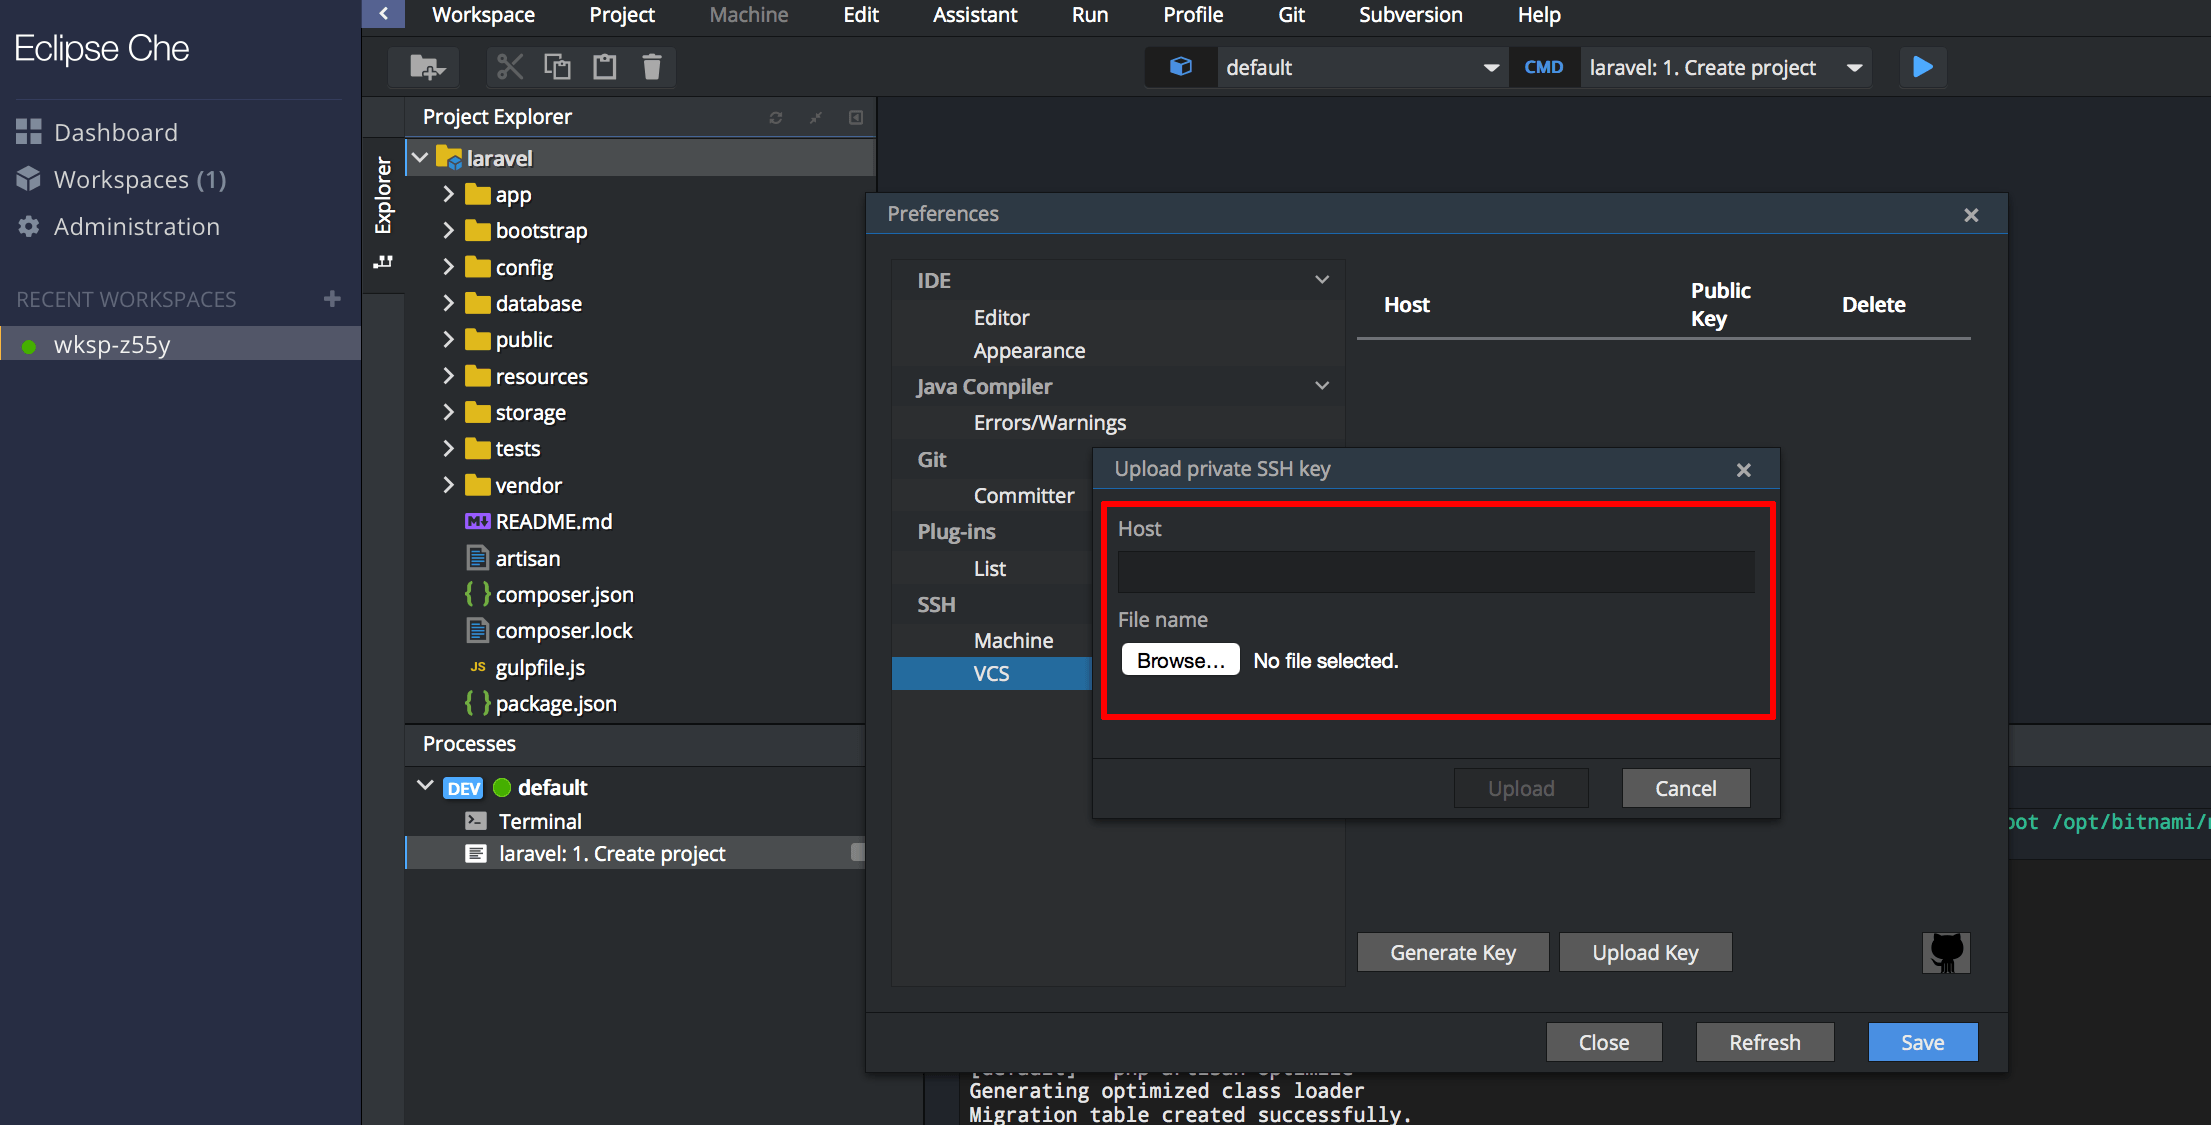 Eclipse Che
Dashboard
Workspaces (1)
Administration
RECENT WORKSPACES
wksp-z55y
Workspace Project Machine Edit Assistant Run Profile Git Subversion Help
default
CMD laravel: 1. Create project
Explorer
Project Explorer
laravel
app
bootstrap
config
database
public
resources
storage
tests
vendor
README.md
artisan
composer.json
composer.lock
JS gulpfile.js
package.json
Processes
DEV default
Terminal
laravel: 1. Create project
Preferences
IDE
Editor
Appearance
Java Compiler
Errors/Warnings
Git
Committer
Plug-ins
List
SSH
Machine
VCS
Host Public Key Delete
Upload private SSH key
Host
File name
Browse... No file selected.
Upload Cancel
Generate Key Upload Key
Close Refresh Save
/opt/bitnami/
php artisan optimize
Generating optimized class loader
Migration table created successfully.